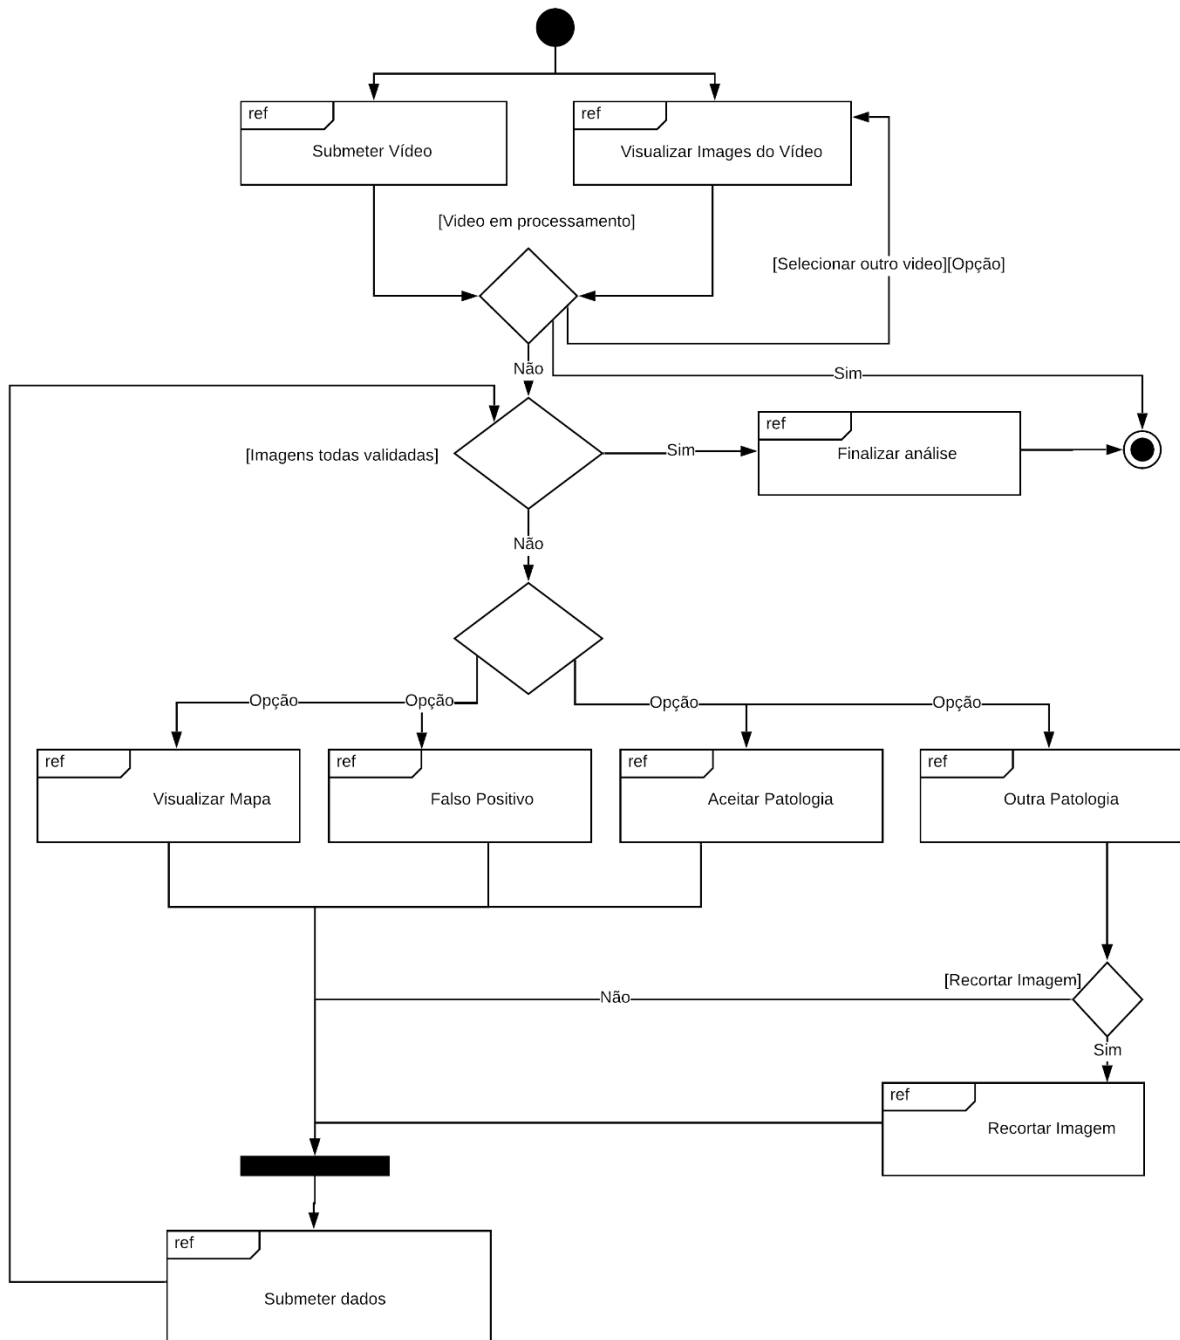 ref
Submeter Vídeo
ref
Visualizar Images do Vídeo
[Video em processamento]
[Selecionar outro video][Opção]
Não
Sim
[Imagens todas validadas]
Sim
ref
Finalizar análise
Não
Opção
Opção
Opção
Opção
ref
Visualizar Mapa
ref
Falso Positivo
ref
Aceitar Patologia
ref
Outra Patologia
[Recortar Imagem]
Não
Sim
ref
Recortar Imagem
ref
Submeter dados